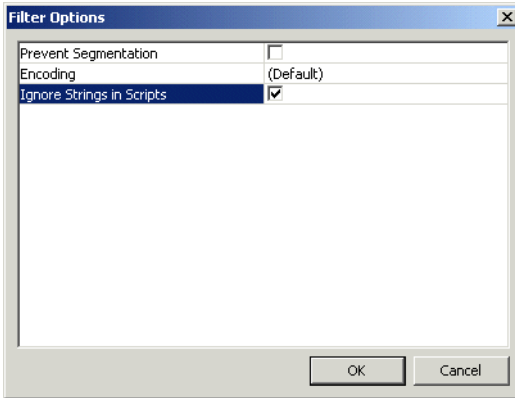 Filter Options
Prevent Segmentation
Encoding (Default)
Ignore Strings in Scripts
OK Cancel